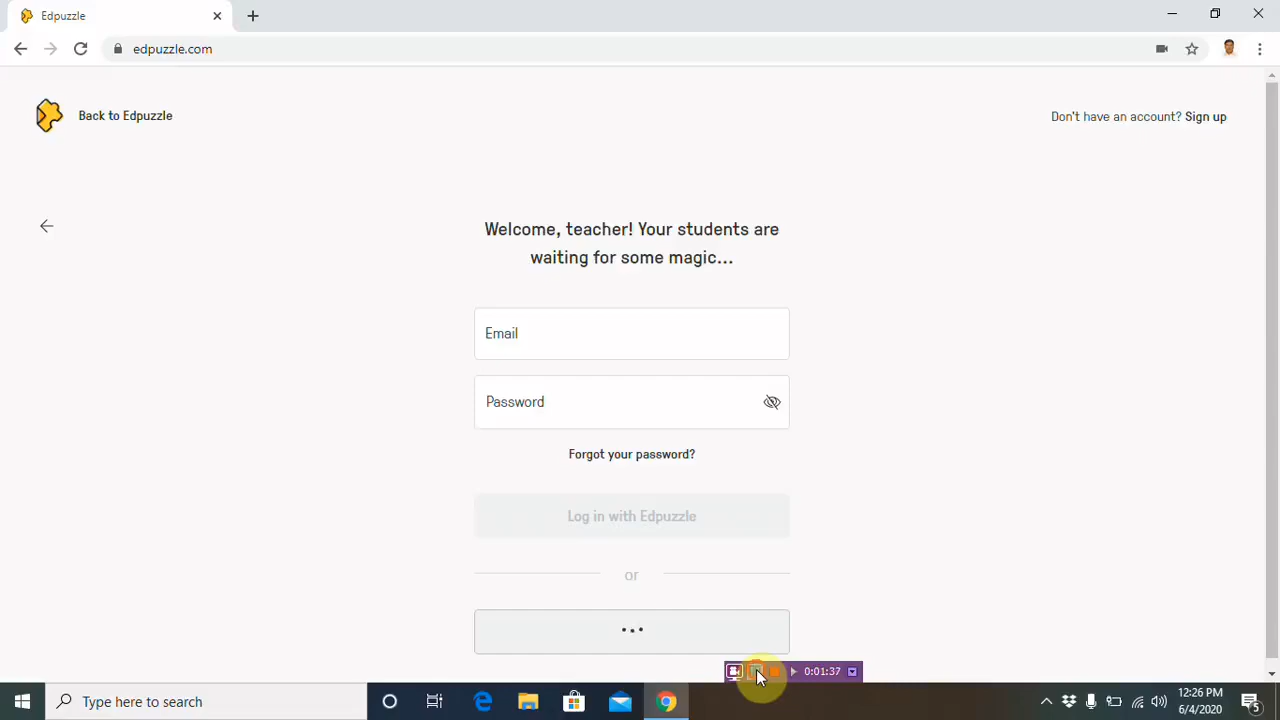 Edpuzzle
edpuzzle.com
Back to Edpuzzle
Don't have an account? Sign up
Welcome, teacher! Your students are
waiting for some magic...
Email
Password
Forgot your password?
Log in with Edpuzzle
or
...
0:01:37
Type here to search
12:26 PM
6/4/2020
5